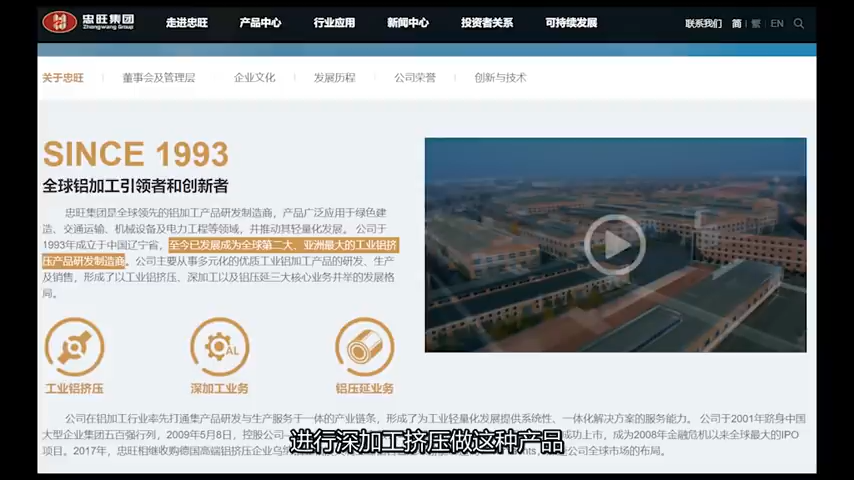 忠旺集团
Zhongwang Group
走进忠旺 产品中心 行业应用 新闻中心 投资者关系 可持续发展
联系我们 简 | 繁 | EN
关于忠旺 董事会及管理层 企业文化 发展历程 公司荣誉 创新与技术
SINCE 1993
全球铝加工引领者和创新者
忠旺集团是全球领先的铝加工产品研发制造商,产品广泛应用于绿色建
造、交通运输、机械设备及电力工程等领域,并推动其轻量化发展。公司于
1993年成立于中国辽宁省,至今已发展成为全球第二大、亚洲最大的工业铝挤
压产品研发制造商。公司主要从事多元化的优质工业铝加工产品的研发、生产
及销售,形成了以工业铝挤压、深加工以及铝压延三大核心业务并举的发展格
局。
AL
工业铝挤压 深加工业务 铝压延业务
公司在铝加工行业率先打通集产品研发与生产服务于一体的产业链条,形成了为工业轻量化发展提供系统性、一体化解决方案的服务能力。公司于2001年跻身中国
大型企业集团五百强行列,2009年5月8日,控股公司 成功上市,成为2008年金融危机以来全球最大的IPO
项目。2017年,忠旺相继收购德国高端铝挤压企业乌 公司全球市场的布局。
进行深加工挤压做这种产品